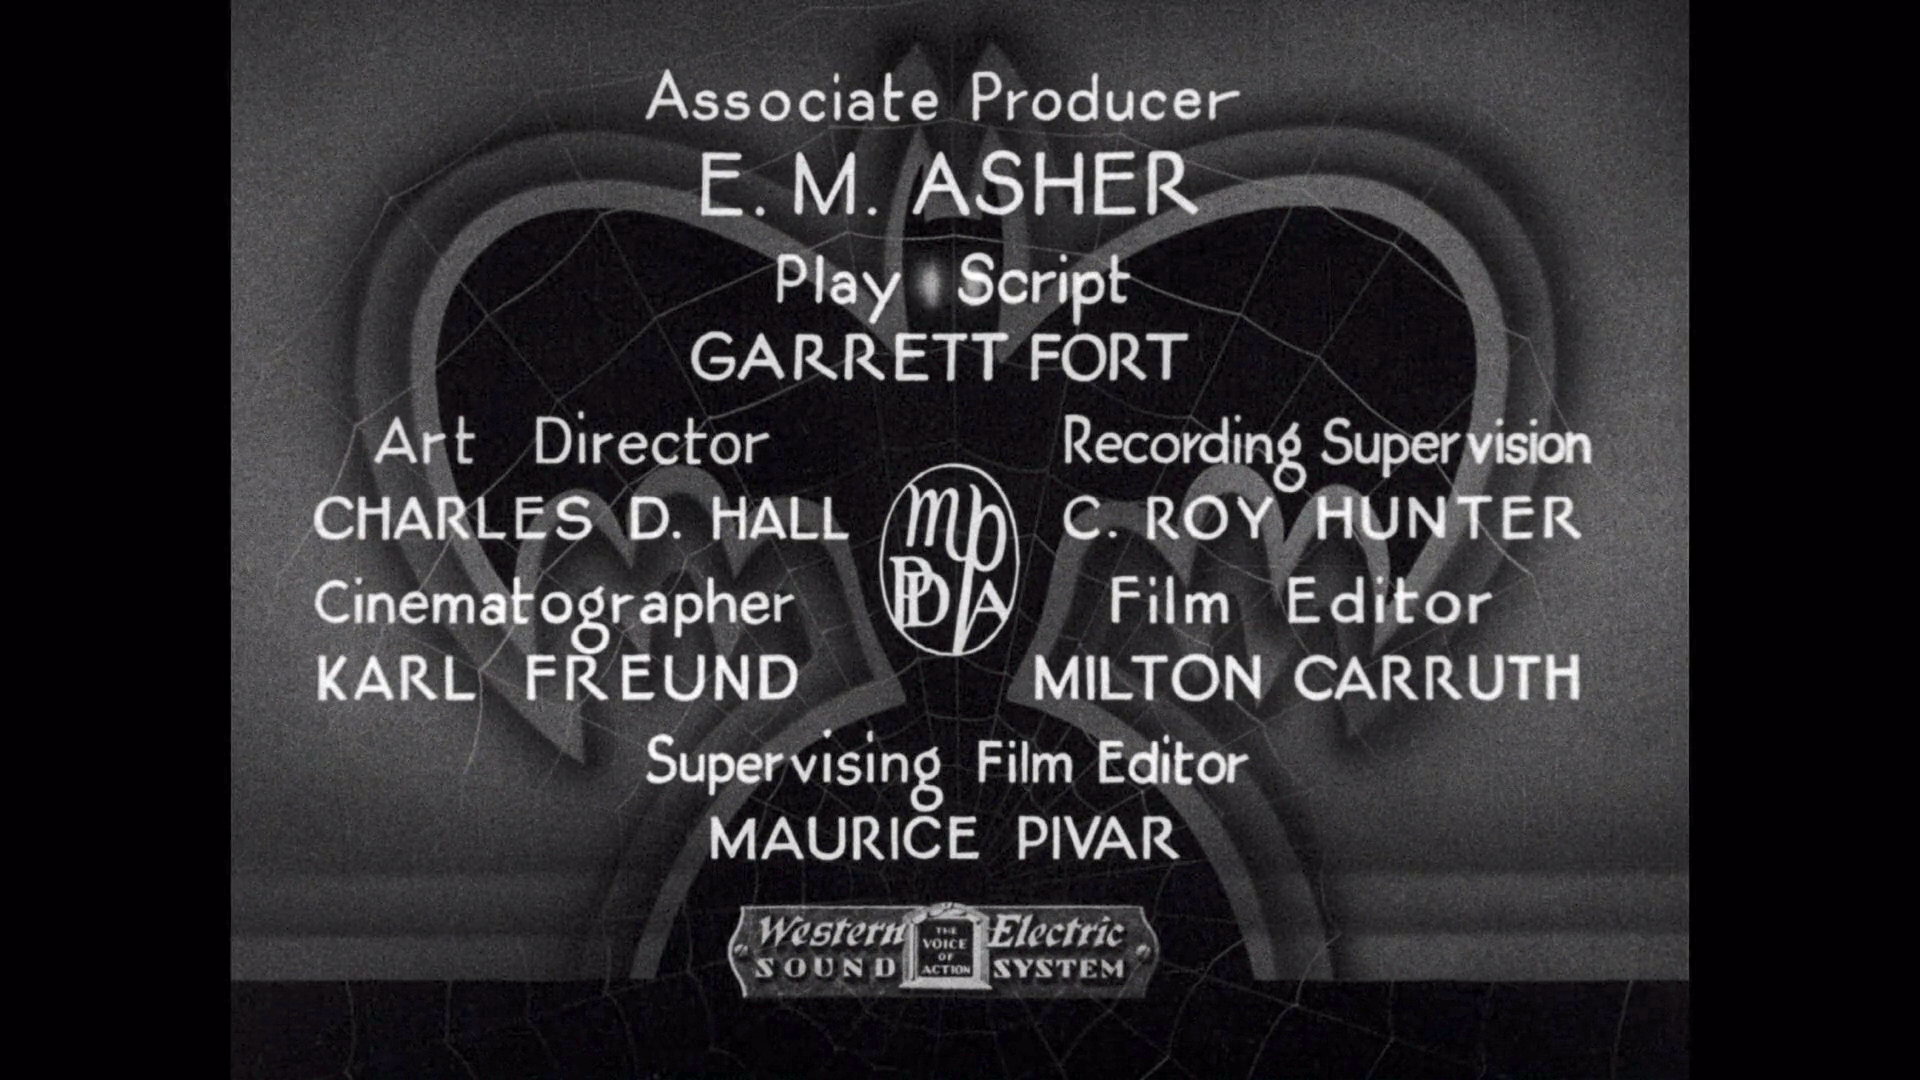 Associate Producer
E. M. ASHER
Play Script
GARRETT FORT
Art Director
CHARLES D. HALL
Recording Supervision
C. ROY HUNTER
Cinematographer
KARL FREUND
Film Editor
MILTON CARRUTH
MPPDA
Supervising Film Editor
MAURICE PIVAR
Western Electric
SOUND SYSTEM
THE
VOICE
OF
ACTION